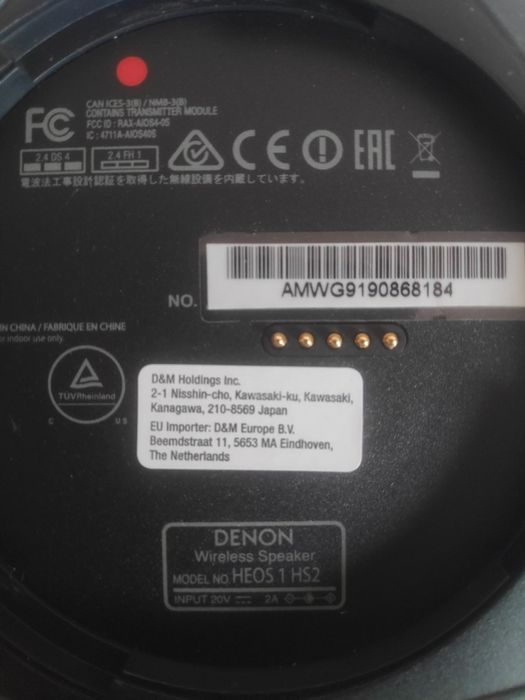 CAN ICES-3(B) / NMB-3(B)
CONTAINS TRANSMITTER MODULE
FCC ID : RAX-AIOS4-05
IC : 4711A-AIOS405
FC
CE
EAC
2.4 DS 4
2.4 FH 1
電波法工事設計認証を取得した無線設備を内蔵しています。
NO.
AMWG9190868184
IN CHINA / FABRIQUE EN CHINE
or indoor use only.
TÜVRheinland
C US
D&M Holdings Inc.
2-1 Nisshin-cho, Kawasaki-ku, Kawasaki,
Kanagawa, 210-8569 Japan
EU Importer: D&M Europe B.V.
Beemdstraat 11, 5653 MA Eindhoven,
The Netherlands
DENON
Wireless Speaker
MODEL NO. HEOS 1 HS2
INPUT 20V 2A